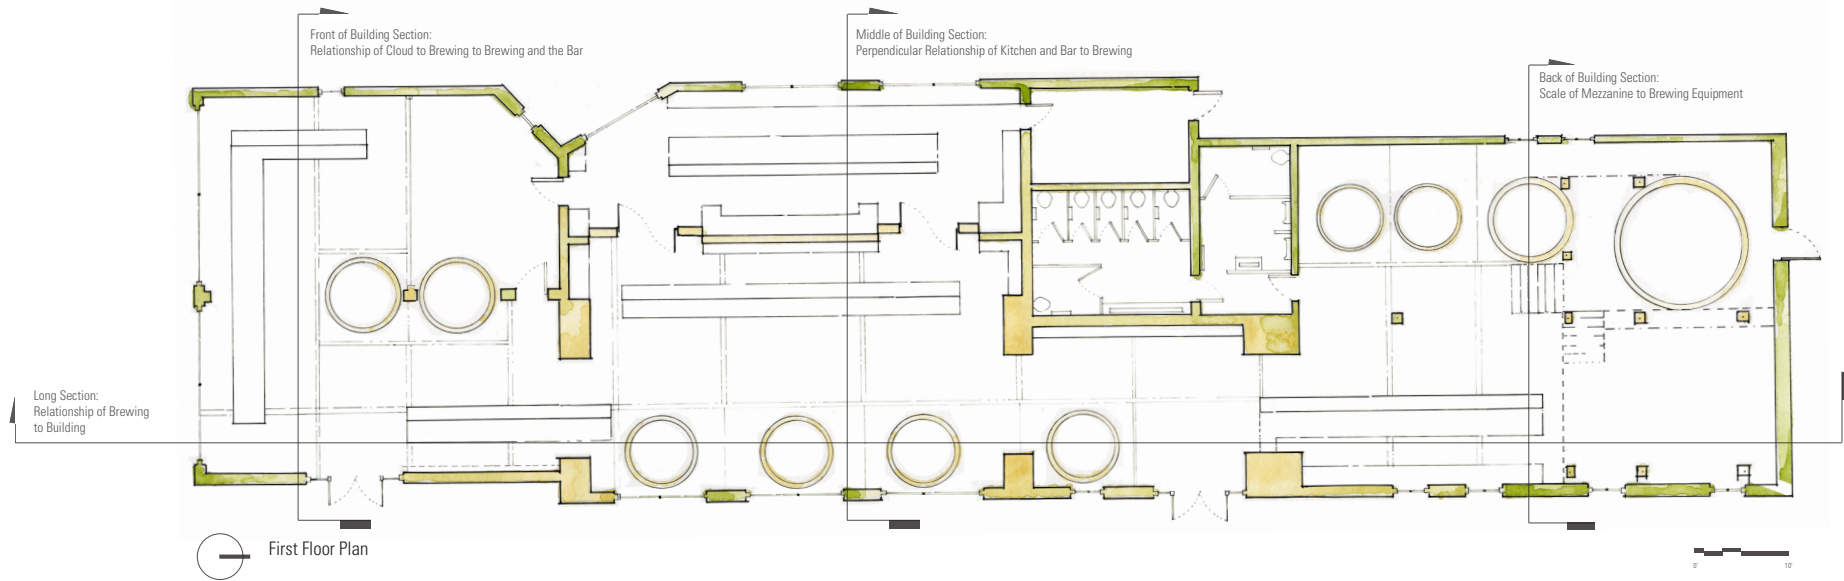 Front of Building Section:
Relationship of Cloud to Brewing to Brewing and the Bar
Middle of Building Section:
Perpendicular Relationship of Kitchen and Bar to Brewing
Back of Building Section:
Scale of Mezzanine to Brewing Equipment
Long Section:
Relationship of Brewing
to Building
First Floor Plan
0' 10'